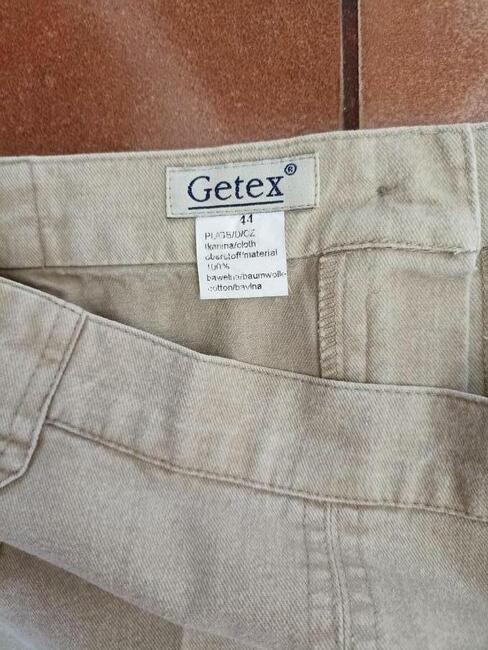 Getex®
44
PL/GB/D/CZ
tkanina/cloth
oberstoff/material
100%
bawełna/baumwolle
cotton/bavlna